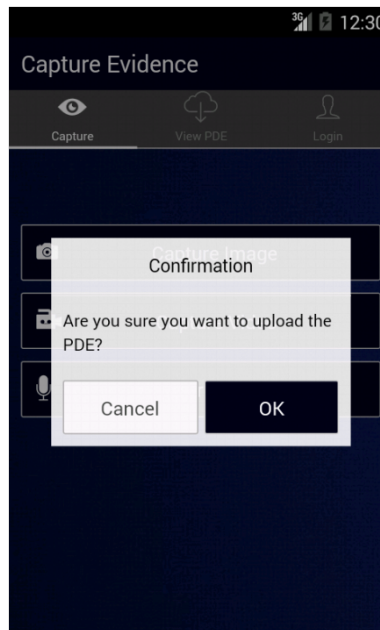 3G 12:30
Capture Evidence
Capture View PDE Login
Capture Image
Confirmation
Are you sure you want to upload the
PDE?
Cancel OK